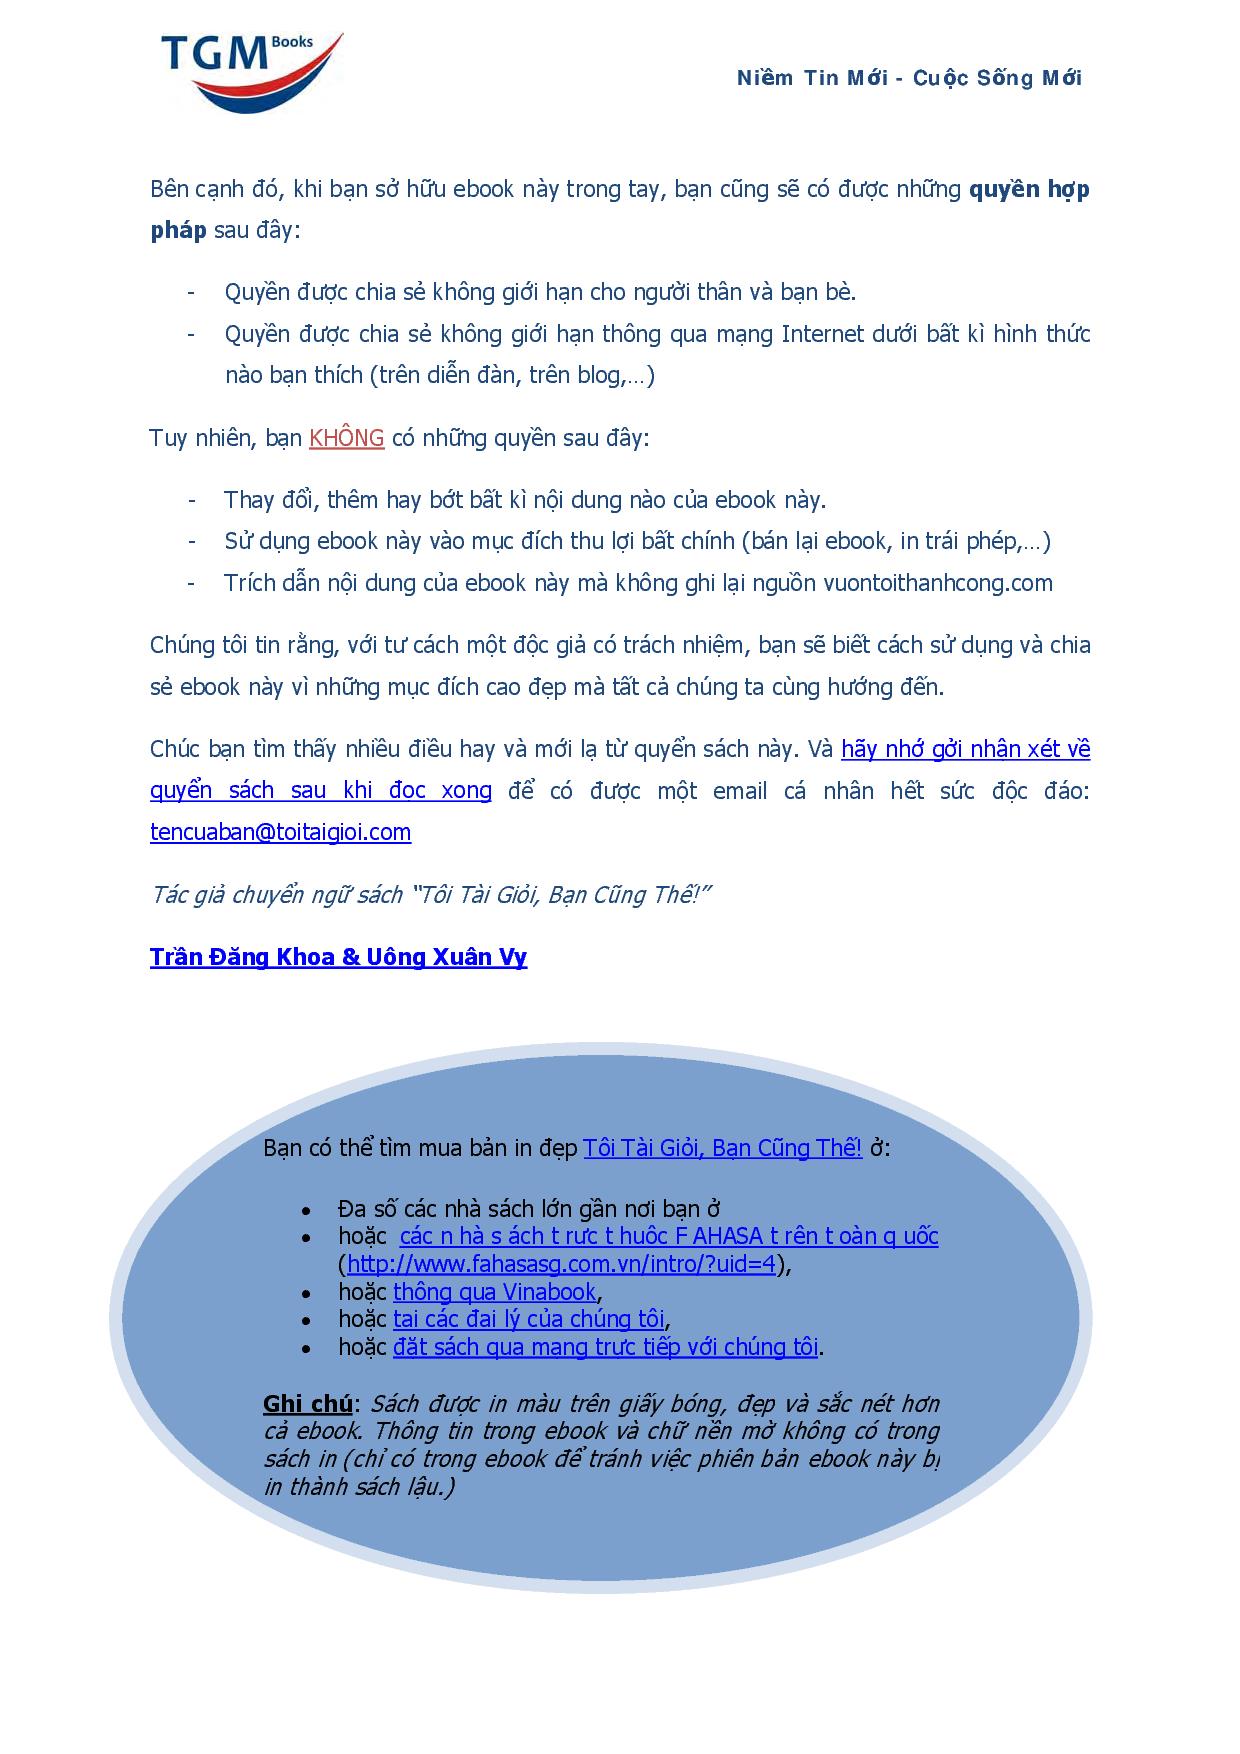 TGM Books
Niềm Tin Mới - Cuộc Sống Mới
Bên cạnh đó, khi bạn sở hữu ebook này trong tay, bạn cũng sẽ có được những quyền hợp
pháp sau đây:
- Quyền được chia sẻ không giới hạn cho người thân và bạn bè.
- Quyền được chia sẻ không giới hạn thông qua mạng Internet dưới bất kì hình thức
nào bạn thích (trên diễn đàn, trên blog,…)
Tuy nhiên, bạn KHÔNG có những quyền sau đây:
- Thay đổi, thêm hay bớt bất kì nội dung nào của ebook này.
- Sử dụng ebook này vào mục đích thu lợi bất chính (bán lại ebook, in trái phép,…)
- Trích dẫn nội dung của ebook này mà không ghi lại nguồn vuontoithanhcong.com
Chúng tôi tin rằng, với tư cách một độc giả có trách nhiệm, bạn sẽ biết cách sử dụng và chia
sẻ ebook này vì những mục đích cao đẹp mà tất cả chúng ta cùng hướng đến.
Chúc bạn tìm thấy nhiều điều hay và mới lạ từ quyển sách này. Và hãy nhớ gởi nhận xét về
quyển sách sau khi đọc xong để có được một email cá nhân hết sức độc đáo:
tencuaban@toitaigioi.com
Tác giả chuyển ngữ sách “Tôi Tài Giỏi, Bạn Cũng Thế!”
Trần Đăng Khoa & Uông Xuân Vy
Bạn có thể tìm mua bản in đẹp Tôi Tài Giỏi, Bạn Cũng Thế! ở:
• Đa số các nhà sách lớn gần nơi bạn ở
• hoặc các n hà s ách t rực t huộc F AHASA t rên t oàn q uốc
(http://www.fahasasg.com.vn/intro/?uid=4),
• hoặc thông qua Vinabook,
• hoặc tại các đại lý của chúng tôi,
• hoặc đặt sách qua mạng trực tiếp với chúng tôi.
Ghi chú: Sách được in màu trên giấy bóng, đẹp và sắc nét hơn
cả ebook. Thông tin trong ebook và chữ nền mờ không có trong
sách in (chỉ có trong ebook để tránh việc phiên bản ebook này bị
in thành sách lậu.)